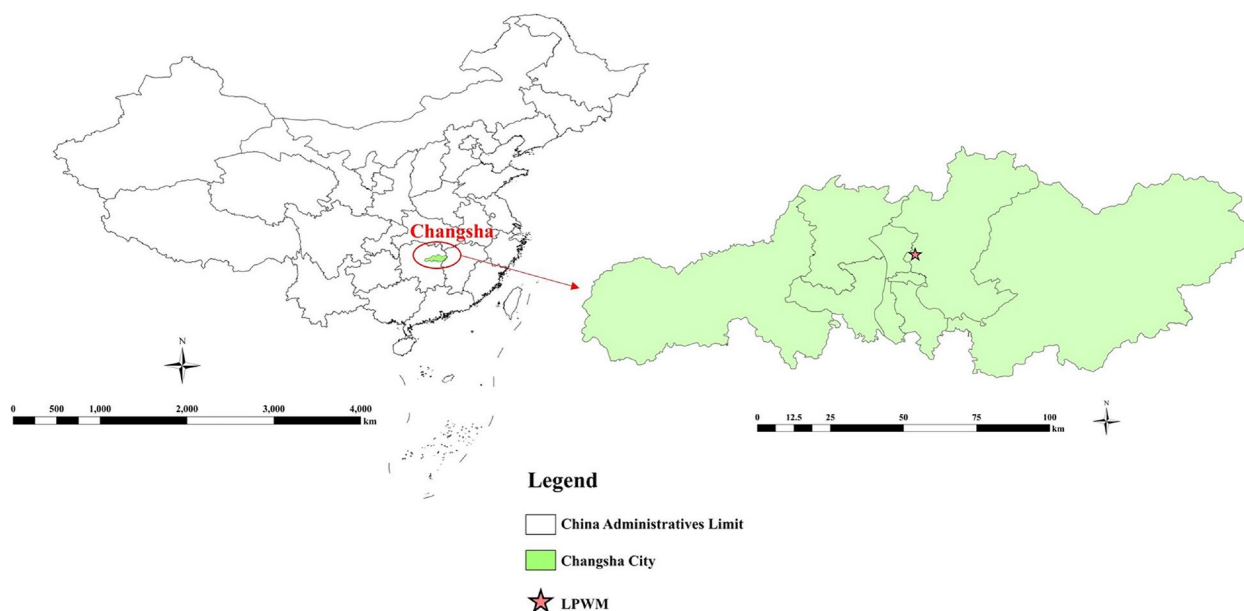 Changsha
N
0 500 1,000 2,000 3,000 4,000
km
0 12.5 25 50 75 100
km
N
Legend
China Administratives Limit
Changsha City
LPWM